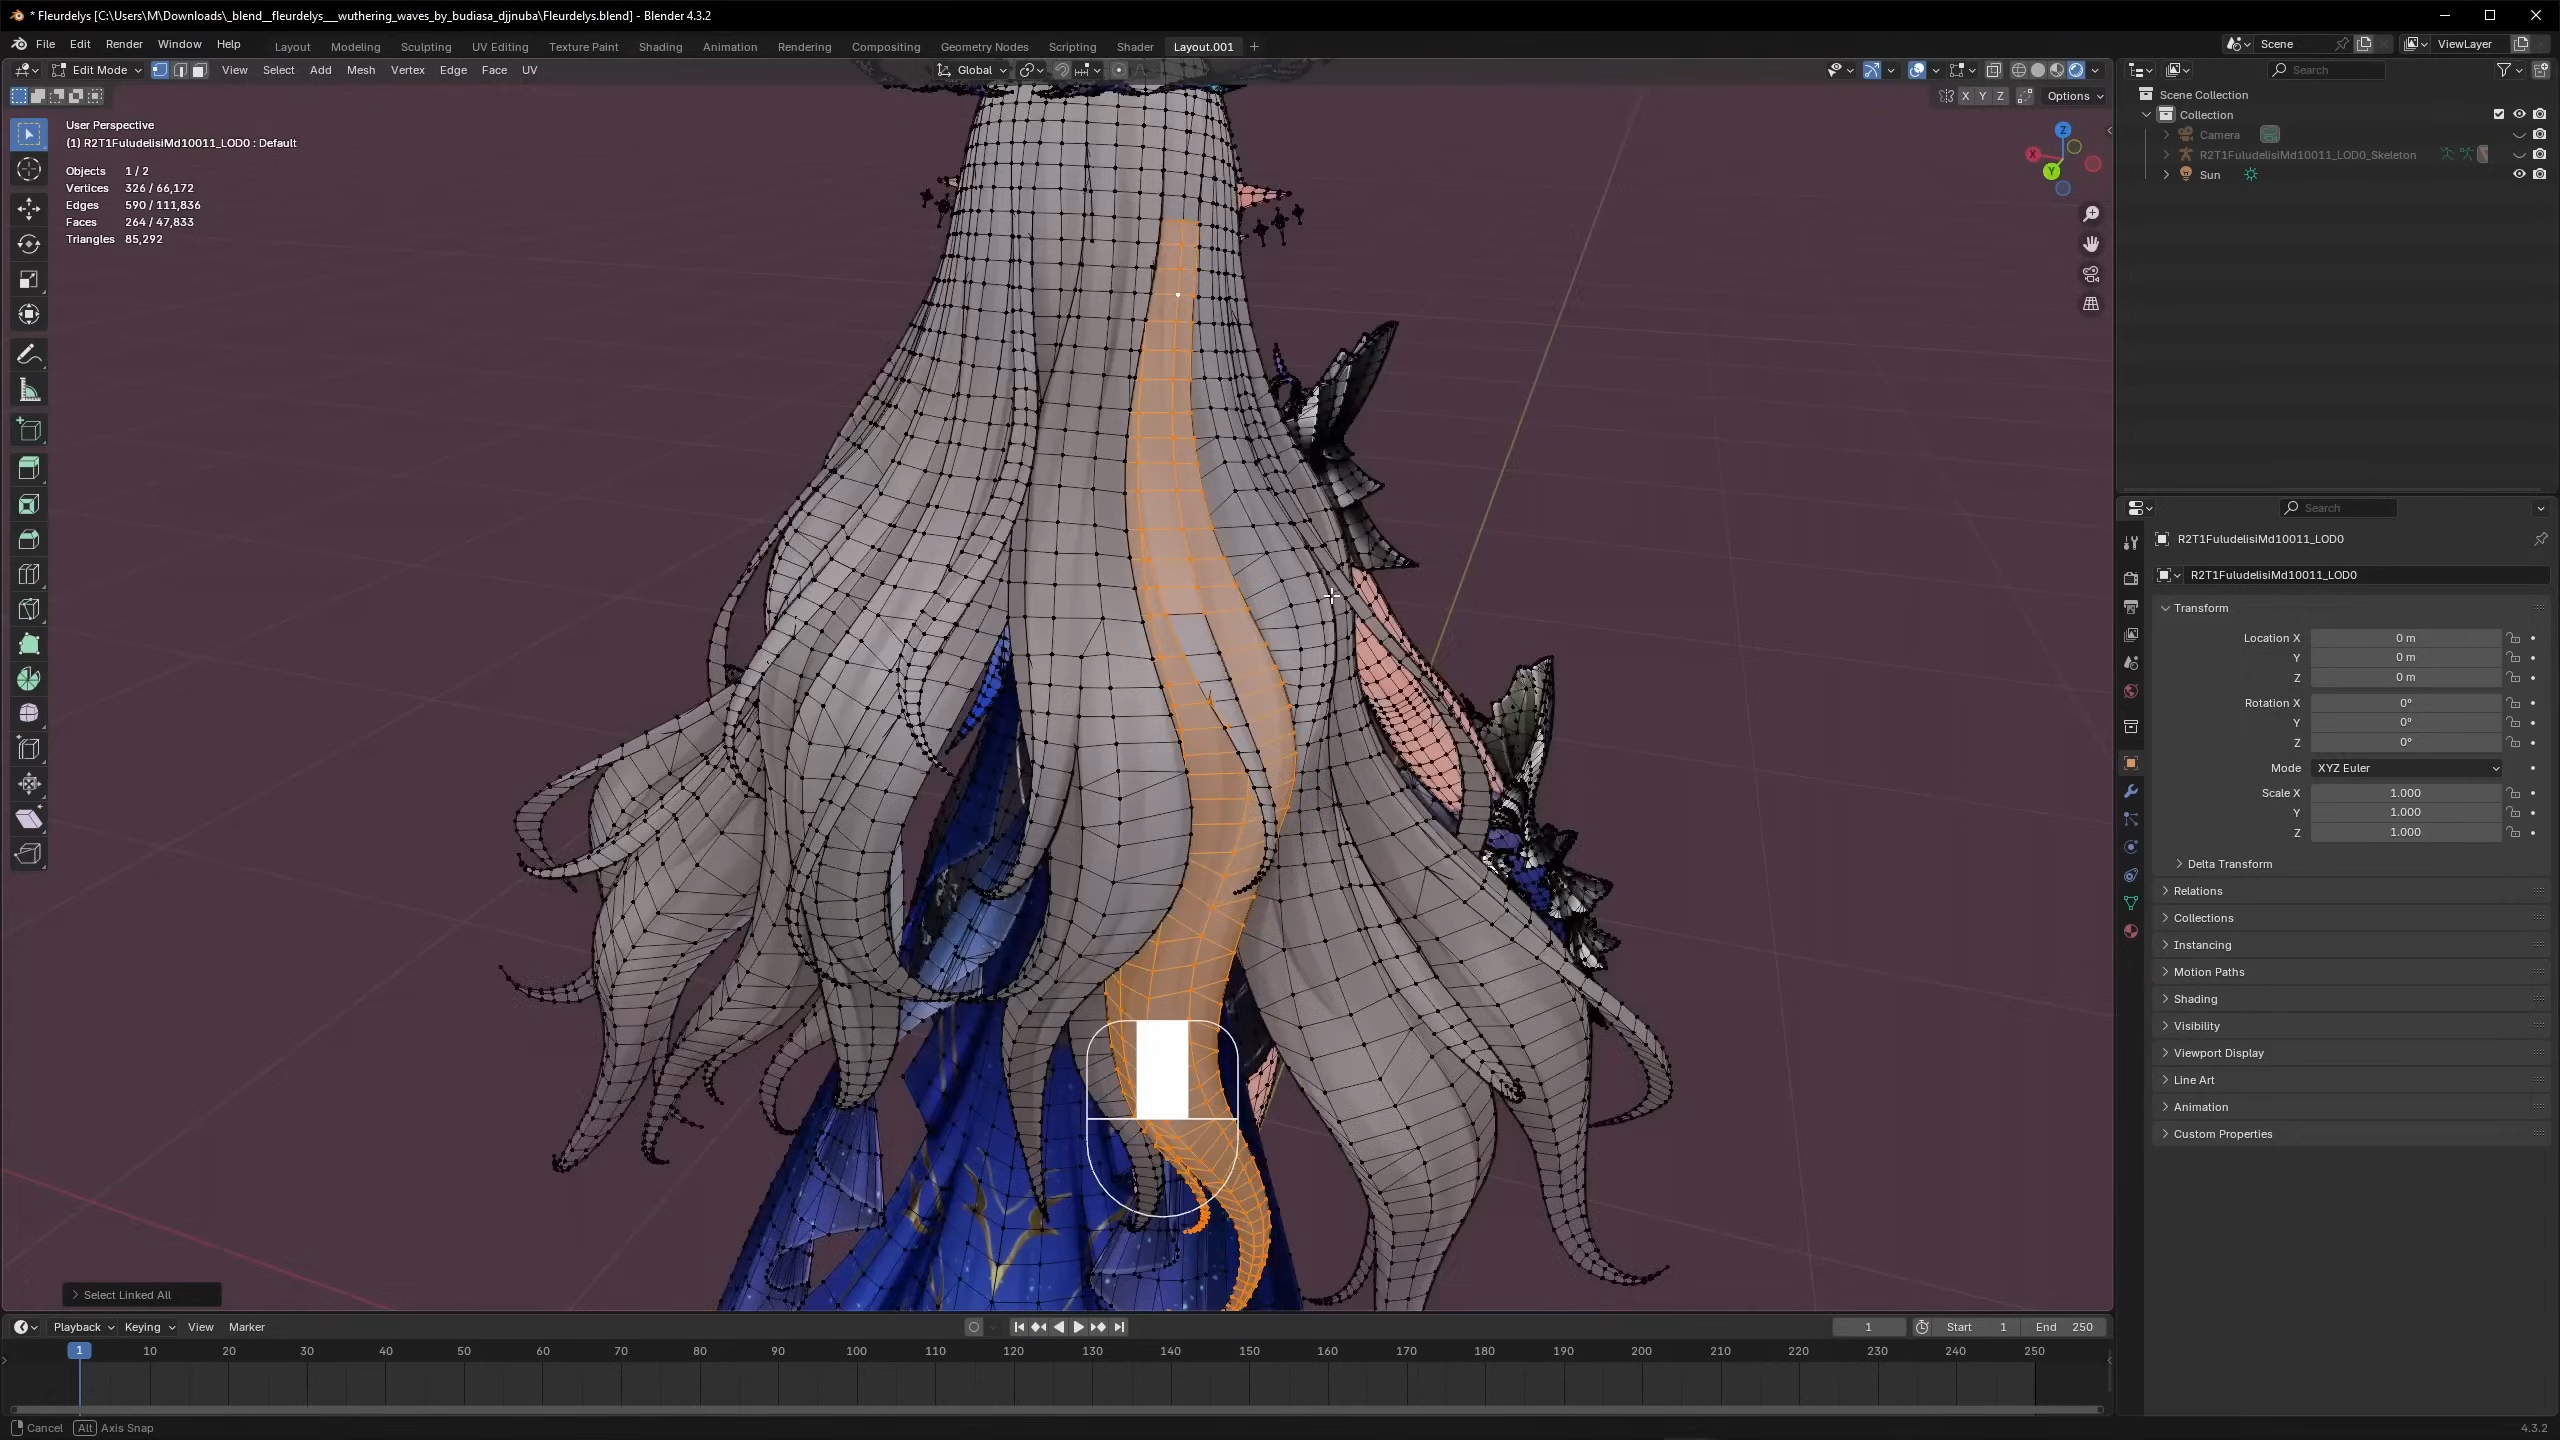 * Fleurdelys [C:\Users\M\Downloads\_blend__fleurdelys___wuthering_waves_by_budiasa_djjnuba\Fleurdelys.blend] - Blender 4.3.2
File Edit Render Window Help Layout Modeling Sculpting UV Editing Texture Paint Shading Animation Rendering Compositing Geometry Nodes Scripting Shader Layout.001 + Scene ViewLayer
Edit Mode View Select Add Mesh Vertex Edge Face UV Global Search
X Y Z Options
User Perspective
(1) R2T1FuludelisiMd10011_LOD0 : Default
Objects 1 / 2
Vertices 326 / 66,172
Edges 590 / 111,836
Faces 264 / 47,833
Triangles 85,292
Z
X
Y
Scene Collection
Collection
Camera
R2T1FuludelisiMd10011_LOD0_Skeleton
Sun
Search
R2T1FuludelisiMd10011_LOD0
R2T1FuludelisiMd10011_LOD0
Transform
Location X 0 m
Y 0 m
Z 0 m
Rotation X 0°
Y 0°
Z 0°
Mode XYZ Euler
Scale X 1.000
Y 1.000
Z 1.000
Delta Transform
Relations
Collections
Instancing
Motion Paths
Shading
Visibility
Viewport Display
Line Art
Animation
Custom Properties
Select Linked All
Playback Keying View Marker 1 Start 1 End 250
1 10 20 30 40 50 60 70 80 90 100 110 120 130 140 150 160 170 180 190 200 210 220 230 240 250
Cancel Alt Axis Snap 4.3.2